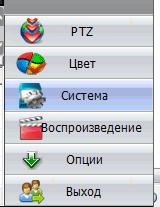 PTZ
Цвет
Система
Воспроизведение
Опции
Выход